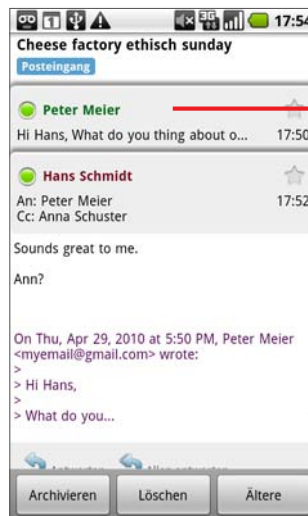 17:54
Cheese factory ethisch sunday
Posteingang
Peter Meier
Hi Hans, What do you thing about o... 17:50
Hans Schmidt
An: Peter Meier 17:52
Cc: Anna Schuster
Sounds great to me.
Ann?
On Thu, Apr 29, 2010 at 5:50 PM, Peter Meier
<myemail@gmail.com> wrote:
>
> Hi Hans,
>
> What do you...
Archivieren Löschen Ältere